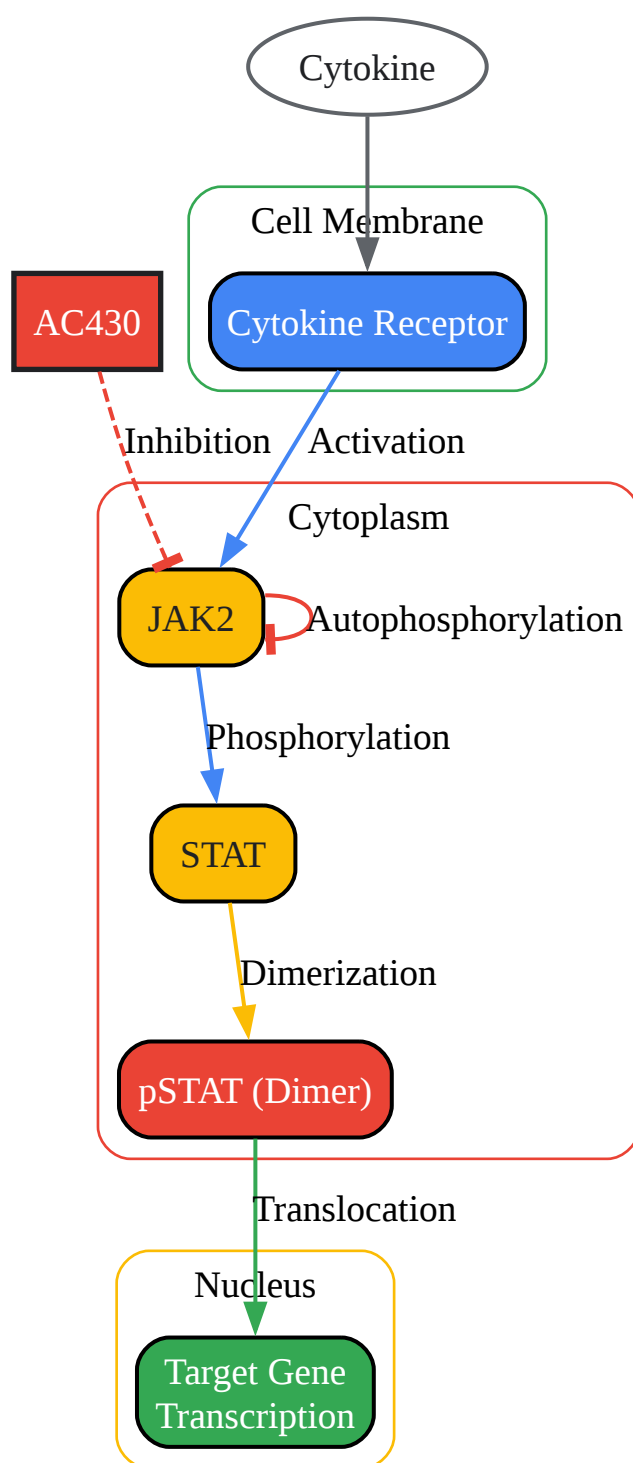 Cytokine
Cell Membrane
AC430
Cytokine Receptor
Inhibition
Activation
Cytoplasm
JAK2
Autophosphorylation
Phosphorylation
STAT
Dimerization
pSTAT (Dimer)
Translocation
Nucleus
Target Gene
Transcription